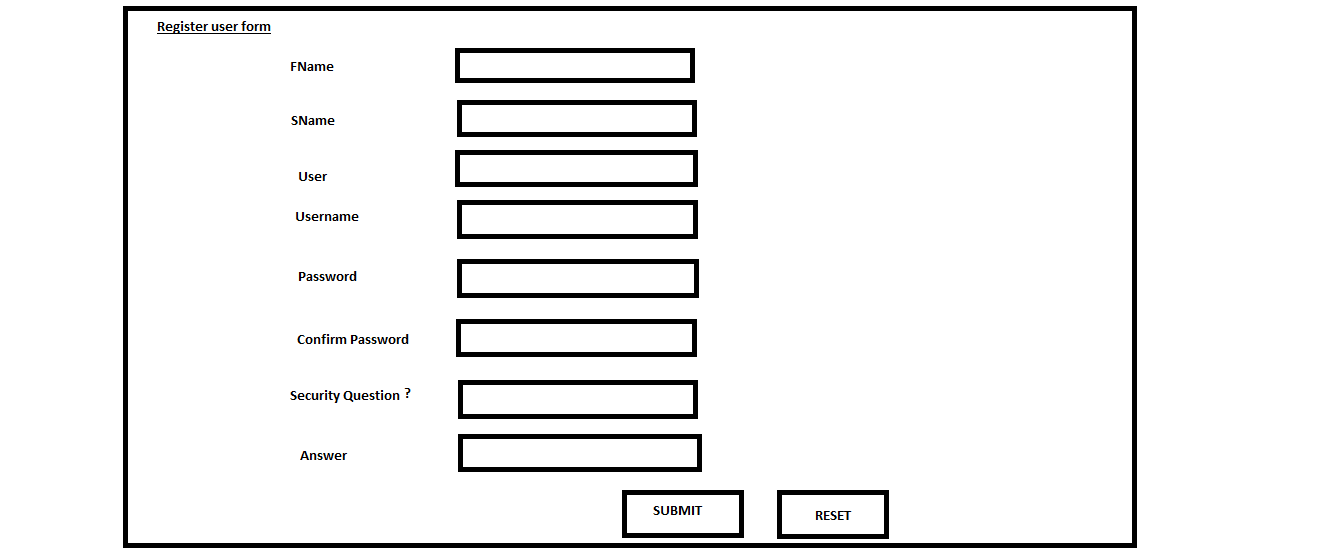 Register user form
FName
SName
User
Username
Password
Confirm Password
Security Question ?
Answer
SUBMIT RESET